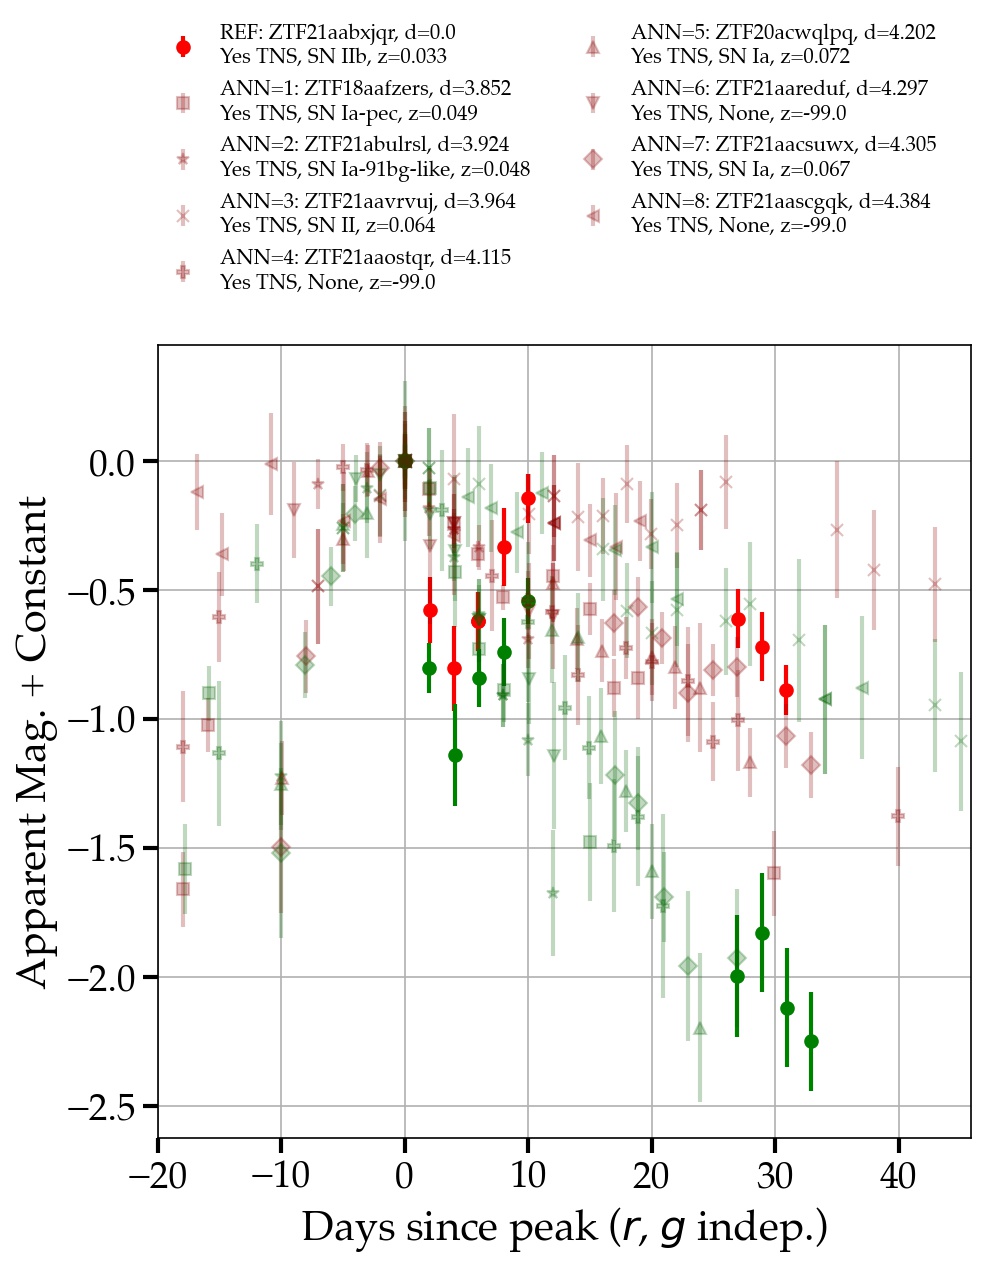 REF: ZTF21aabxjqr, d=0.0
Yes TNS, SN IIb, z=0.033
ANN=1: ZTF18aafzers, d=3.852
Yes TNS, SN Ia-pec, z=0.049
ANN=2: ZTF21abulrsl, d=3.924
Yes TNS, SN Ia-91bg-like, z=0.048
ANN=3: ZTF21aavrvuj, d=3.964
Yes TNS, SN II, z=0.064
ANN=4: ZTF21aaostqr, d=4.115
Yes TNS, None, z=-99.0
ANN=5: ZTF20acwqlpq, d=4.202
Yes TNS, SN Ia, z=0.072
ANN=6: ZTF21aareduf, d=4.297
Yes TNS, None, z=-99.0
ANN=7: ZTF21aacsuwx, d=4.305
Yes TNS, SN Ia, z=0.067
ANN=8: ZTF21aascgqk, d=4.384
Yes TNS, None, z=-99.0
Apparent Mag. + Constant
0.0
−0.5
−1.0
−1.5
−2.0
−2.5
−20
−10
0
10
20
30
40
Days since peak (r, g indep.)